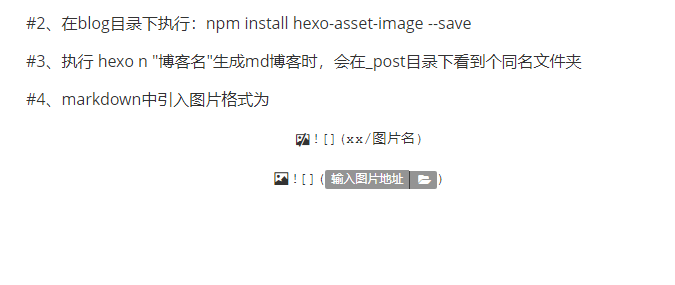 #2、在blog目录下执行：npm install hexo-asset-image --save
#3、执行 hexo n "博客名"生成md博客时，会在_post目录下看到个同名文件夹
#4、markdown中引入图片格式为
![](xx/图片名)
![](输入图片地址)